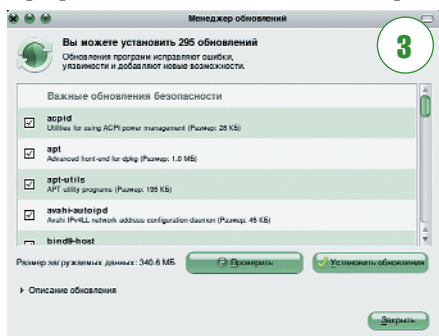 Менеджер обновлений
3
Вы можете установить 295 обновлений
Обновления программ исправляют ошибки,
уязвимости и добавляют новые возможности.
Важные обновления безопасности
acpid
Utilities for using ACPI power management (Размер: 28 КБ)
apt
Advanced front-end for dpkg (Размер: 1.0 МБ)
apt-utils
APT utility programs (Размер: 195 КБ)
avahi-autoipd
Avahi IPv4LL network address configuration daemon (Размер: 45 КБ)
bind9-host
Размер загружаемых данных: 340.6 МБ
Проверить
Установить обновления
Описание обновления
Закрыть